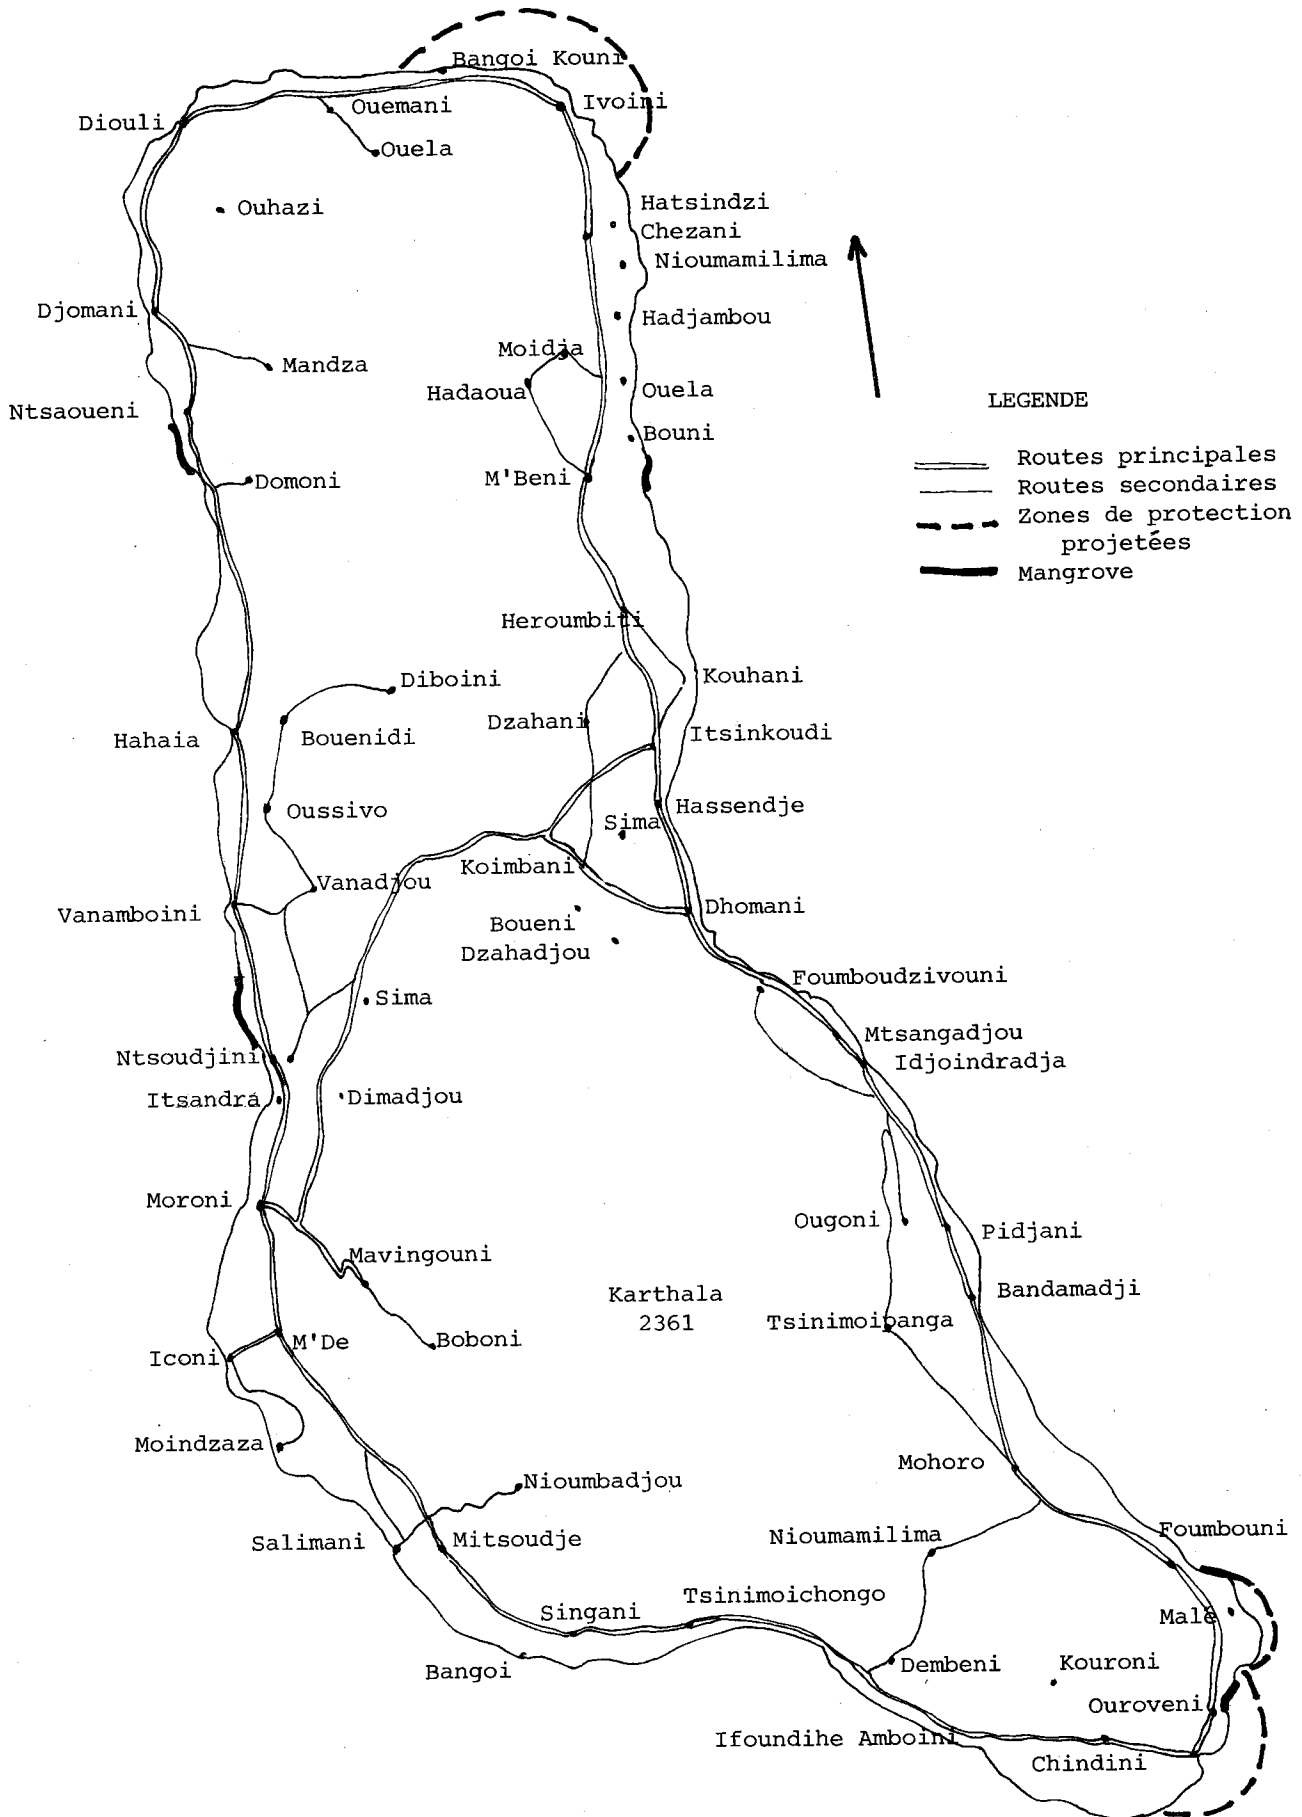 Bangoi Kouni
Ivoini
Ouemani
Diouli
Ouela
Ouhazi
Hatsindzi
Chezani
Nioumamilima
Djomani
Hadjambou
Moidja
Mandza
Hadaoua
Ouela
Ntsaoueni
Bouni
LEGENDE
Routes principales
Routes secondaires
Zones de protection
projetées
Mangrove
Domoni
M'Beni
Heroumbili
Diboini
Kouhani
Dzahani
Itsinkoudi
Hahaia
Bouenidi
Oussivo
Hassendje
Sima
Koimbani
Vanadjou
Vanamboini
Dhomani
Boueni
Dzahadjou
Foumboudzivouni
Sima
Mtsangadjou
Idjoindradja
Ntsoudjini
Itsandra
Dimadjou
Moroni
Ougoni
Pidjani
Mavingouni
Karthala
2361
Bandamadji
Tsinimoipanga
M'De
Boboni
Iconi
Moindzaza
Mohoro
Nioumbadjou
Salimani
Mitsoudje
Nioumamilima
Foumbouni
Tsinimoichongo
Singani
Male
Bangoi
Dembeni
Kouroni
Ouroveni
Ifoundihe Amboini
Chindini